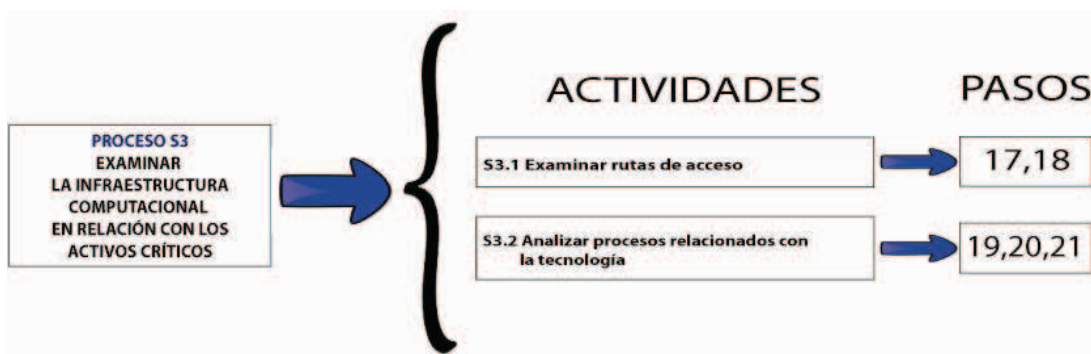 ACTIVIDADES
PASOS
PROCESO S3
EXAMINAR
LA INFRAESTRUCTURA
COMPUTACIONAL
EN RELACIÓN CON LOS
ACTIVOS CRÍTICOS
S3.1 Examinar rutas de acceso
17,18
S3.2 Analizar procesos relacionados con
la tecnología
19,20,21